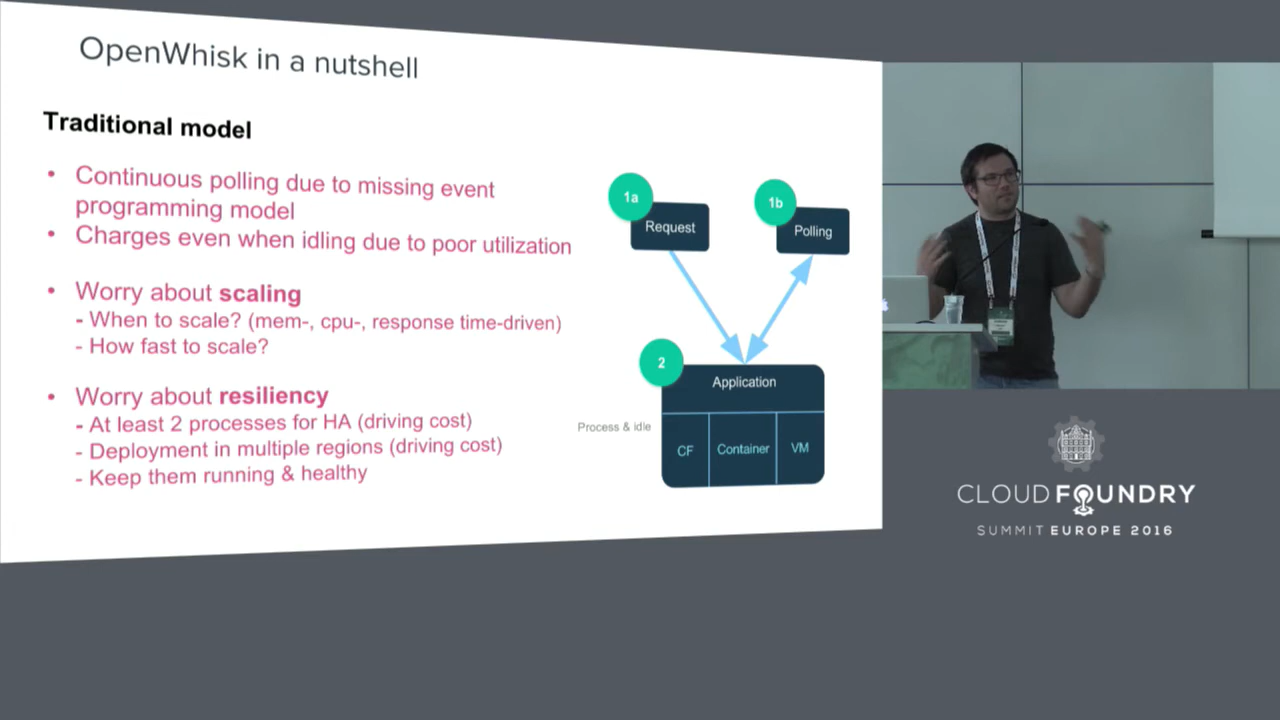 OpenWhisk in a nutshell
Traditional model
• Continuous polling due to missing event
programming model
• Charges even when idling due to poor utilization
• Worry about scaling
- When to scale? (mem-, cpu-, response time-driven)
- How fast to scale?
• Worry about resiliency
- At least 2 processes for HA (driving cost)
- Deployment in multiple regions (driving cost)
- Keep them running & healthy
1a
Request
1b
Polling
2
Application
Process & idle
CF
Container
VM
CLOUD FOUNDRY
SUMMIT EUROPE 2016